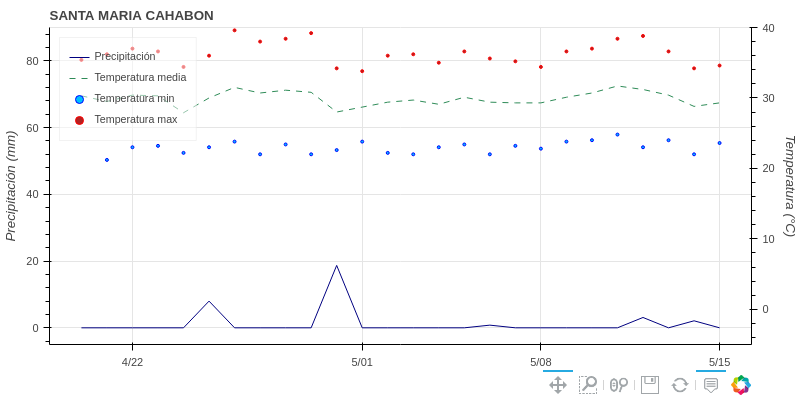 SANTA MARIA CAHABON
Precipitación
Temperatura media
Temperatura min
Temperatura max
Precipitación (mm)
80
60
40
20
0
Temperatura (°C)
40
30
20
10
0
4/22
5/01
5/08
5/15